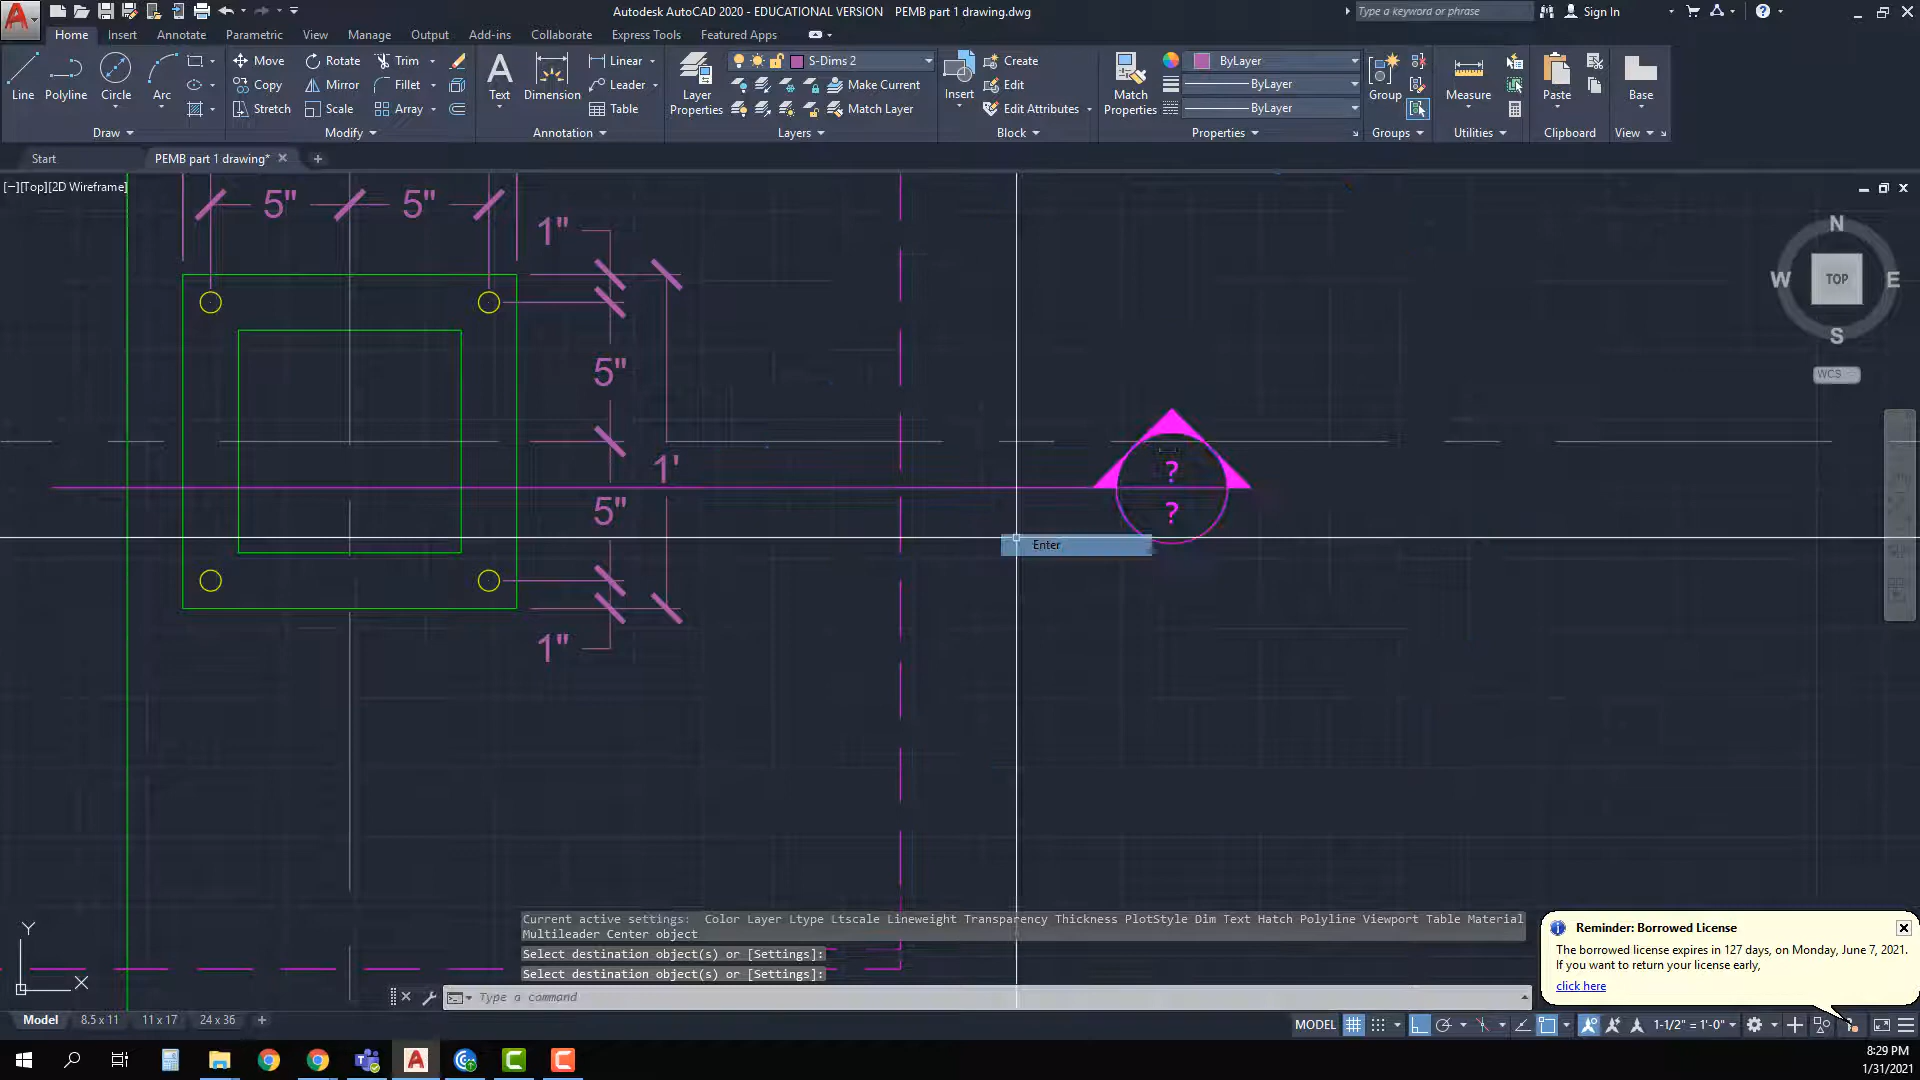 Autodesk AutoCAD 2020 - EDUCATIONAL VERSION PEMB part 1 drawing.dwg
Type a keyword or phrase
Sign In
Home Insert Annotate Parametric View Manage Output Add-ins Collaborate Express Tools Featured Apps
Line Polyline Circle Arc
Move Rotate Trim
Copy Mirror Fillet
Stretch Scale Array
Text Dimension
Linear
Leader
Table
Layer Properties
S-Dims 2
Make Current
Match Layer
Insert
Create
Edit
Edit Attributes
Match Properties
ByLayer
ByLayer
ByLayer
Group Measure Paste Base
Draw Modify Annotation Layers Block Properties Groups Utilities Clipboard View
Start PEMB part 1 drawing*
[−][Top][2D Wireframe]
5" 5"
1"
5"
1'
5"
1"
?
?
Enter
N
W TOP E
S
WCS
Y
X
Current active settings: Color Layer Ltype Ltscale Lineweight Transparency Thickness PlotStyle Dim Text Hatch Polyline Viewport Table Material
Multileader Center object
Select destination object(s) or [Settings]:
Select destination object(s) or [Settings]:
Type a command
Reminder: Borrowed License
The borrowed license expires in 127 days, on Monday, June 7, 2021.
If you want to return your license early,
click here
Model 8.5 x 11 11 x 17 24 x 36
MODEL
1-1/2" = 1'-0"
8:29 PM
1/31/2021